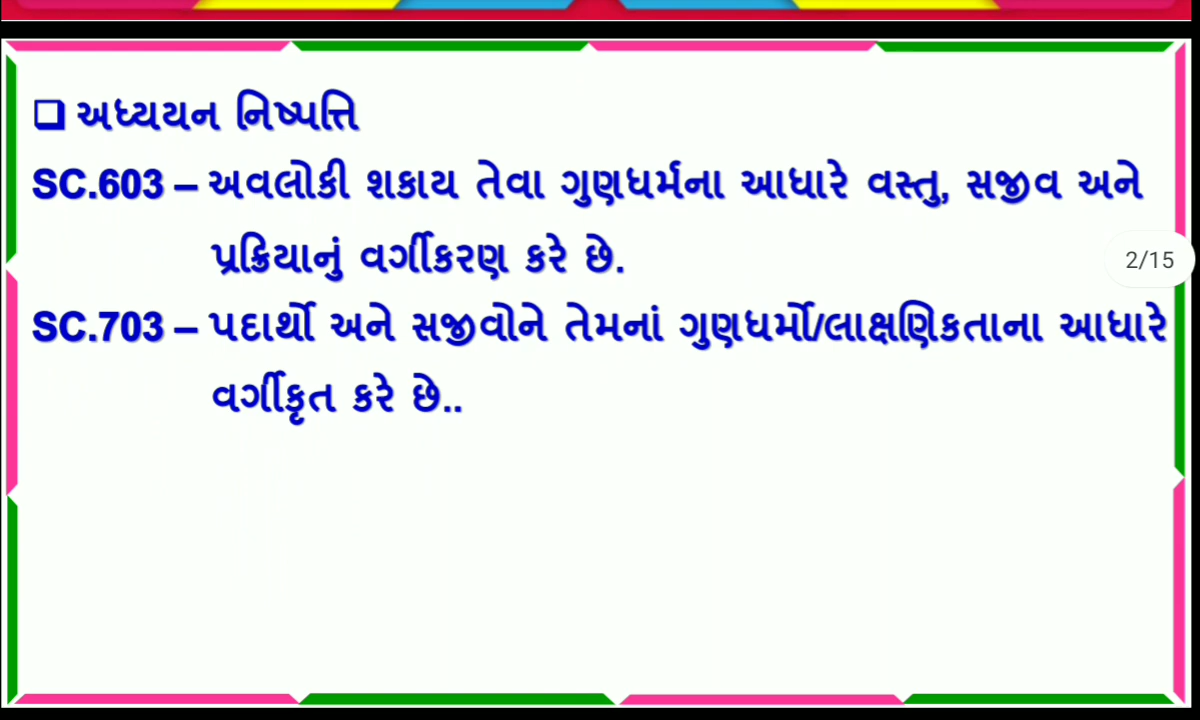 ❑ અધ્યયન નિષ્પત્તિ
SC.603 – અવલોકી શકાય તેવા ગુણધર્મના આધારે વસ્તુ, સજીવ અને
પ્રક્રિયાનું વર્ગીકરણ કરે છે.
2/15
SC.703 – પદાર્થો અને સજીવોને તેમનાં ગુણધર્મો/લાક્ષણિકતાના આધારે
વર્ગીકૃત કરે છે..